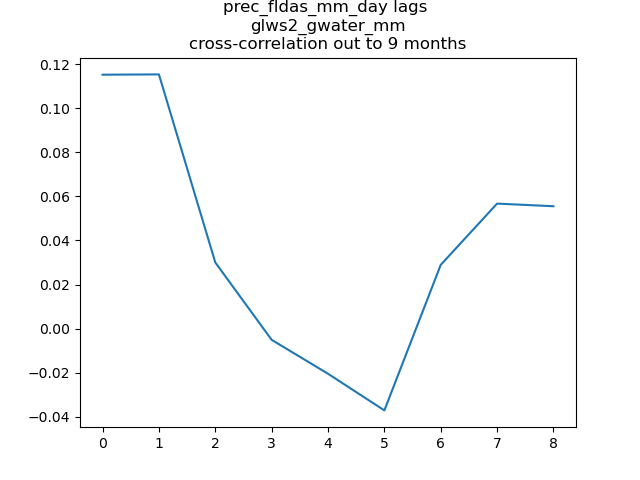 prec_fldas_mm_day lags
glws2_gwater_mm
cross-correlation out to 9 months
0.12
0.10
0.08
0.06
0.04
0.02
0.00
−0.02
−0.04
0 1 2 3 4 5 6 7 8